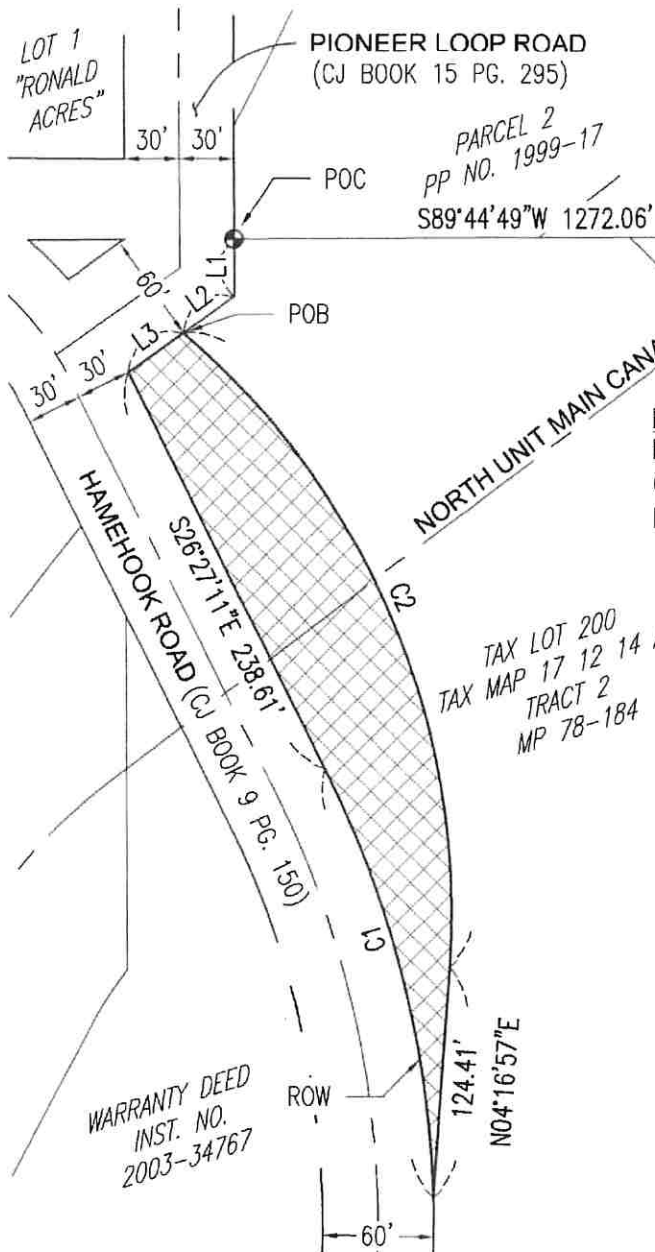 LOT 1
"RONALD
ACRES"
PIONEER LOOP ROAD
(CJ BOOK 15 PG. 295)
30'
30'
PARCEL 2
PP NO. 1999-17
POC
S89°44'49"W 1272.06'
60'
L1
L2
L3
POB
30'
30'
NORTH UNIT MAIN
HAMEHOOK ROAD (CJ BOOK 9 PG. 150)
S26°27'11"E 238.61'
C2
TAX LOT 200
TAX MAP 17 12 14
TRACT 2
MP 78-184
C1
124.41'
N04°16'57"E
ROW
WARRANTY DEED
INST. NO.
2003-34767
60'